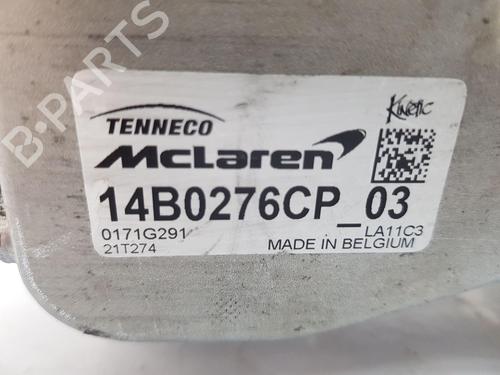 B-PARTS
TENNECO
Kinetic
McLaren
14B0276CP_03
0171G291
LA11C3
21T274
MADE IN BELGIUM